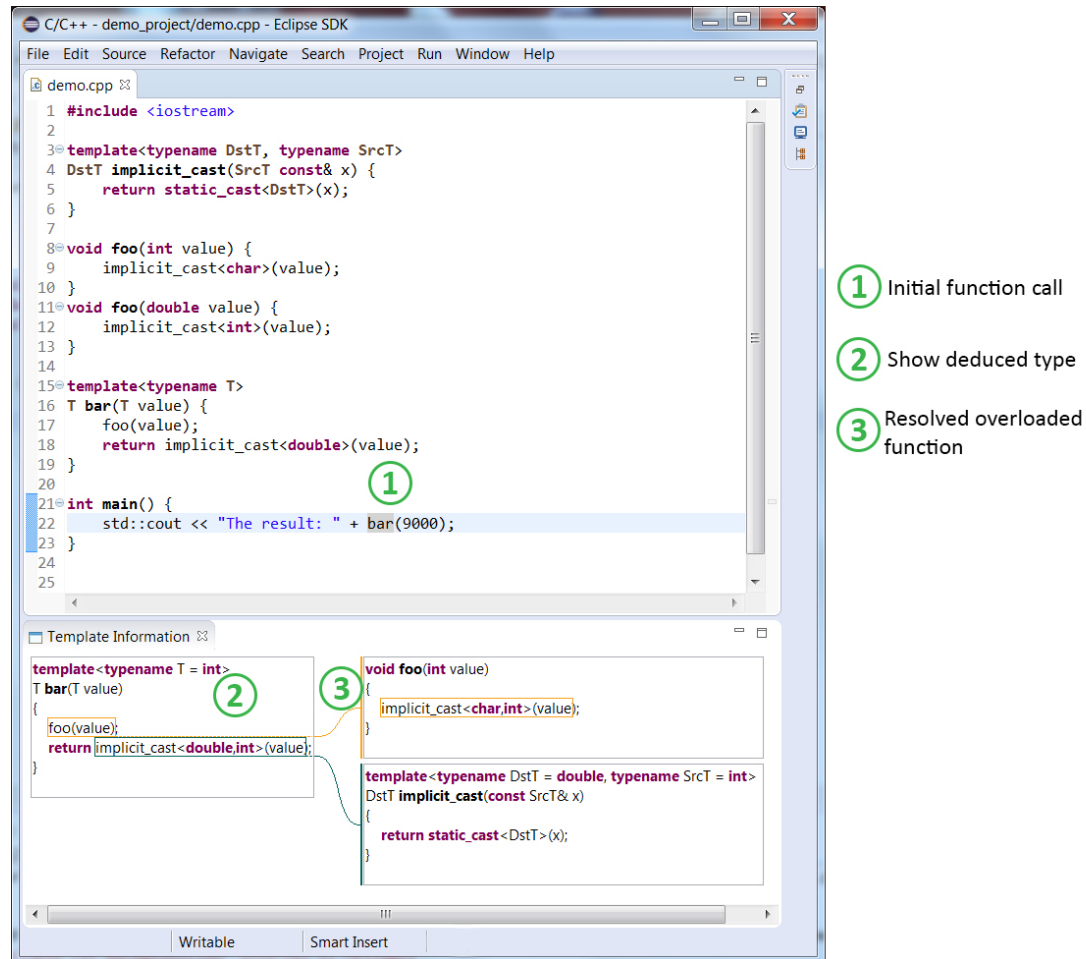 C/C++ - demo_project/demo.cpp - Eclipse SDK
File Edit Source Refactor Navigate Search Project Run Window Help
demo.cpp
1 #include <iostream>
2
3 template<typename DstT, typename SrcT>
4 DstT implicit_cast(SrcT const& x) {
5     return static_cast<DstT>(x);
6 }
7
8 void foo(int value) {
9     implicit_cast<char>(value);
10 }
11 void foo(double value) {
12     implicit_cast<int>(value);
13 }
14
15 template<typename T>
16 T bar(T value) {
17     foo(value);
18     return implicit_cast<double>(value);
19 }
20
21 int main() {
22     std::cout << "The result: " + bar(9000);
23 }
24
25
1
1 Initial function call
2 Show deduced type
3 Resolved overloaded
function
Template Information
template<typename T = int>
T bar(T value)
{
foo(value);
return implicit_cast<double,int>(value);
}
2
3
void foo(int value)
{
implicit_cast<char,int>(value);
}
template<typename DstT = double, typename SrcT = int>
DstT implicit_cast(const SrcT& x)
{
return static_cast<DstT>(x);
}
Writable Smart Insert